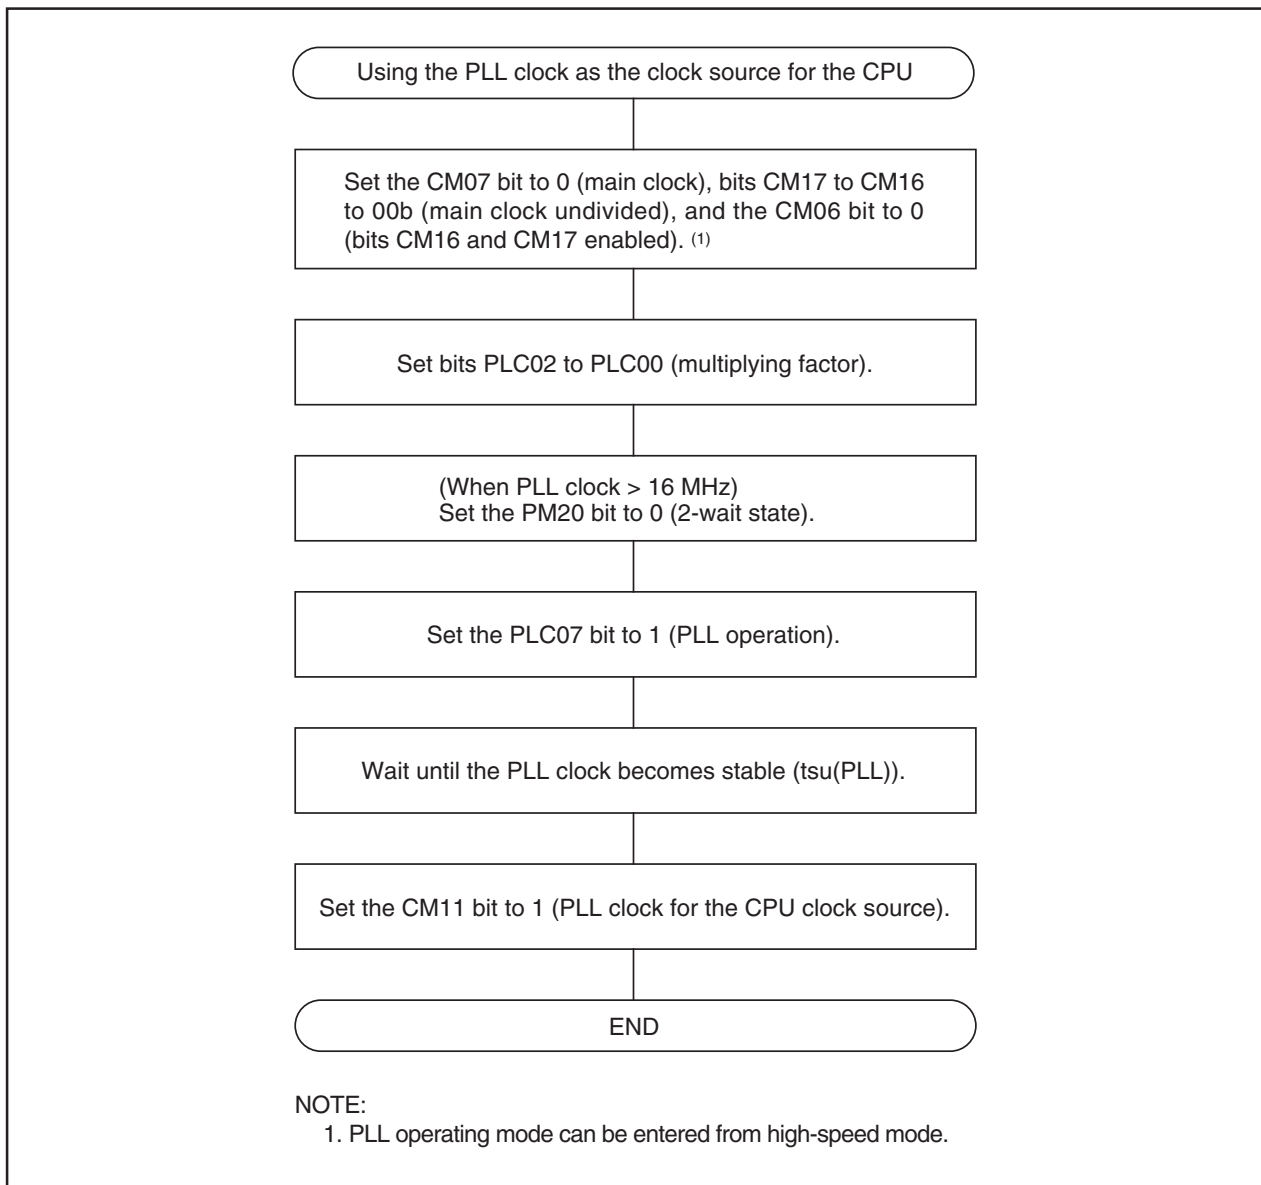 Using the PLL clock as the clock source for the CPU
Set the CM07 bit to 0 (main clock), bits CM17 to CM16
to 00b (main clock undivided), and the CM06 bit to 0
(bits CM16 and CM17 enabled). (1)
Set bits PLC02 to PLC00 (multiplying factor).
(When PLL clock > 16 MHz)
Set the PM20 bit to 0 (2-wait state).
Set the PLC07 bit to 1 (PLL operation).
Wait until the PLL clock becomes stable (tsu(PLL)).
Set the CM11 bit to 1 (PLL clock for the CPU clock source).
END
NOTE:
1. PLL operating mode can be entered from high-speed mode.